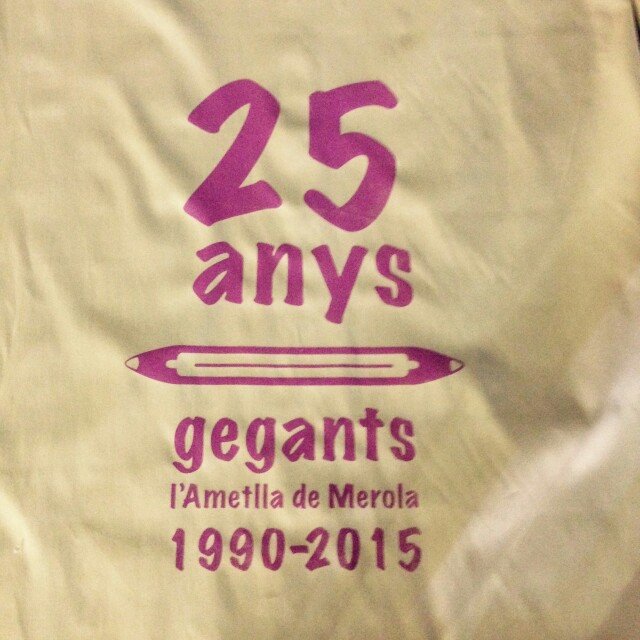 25
anys
gegants
l'Ametlla de Merola
1990-2015